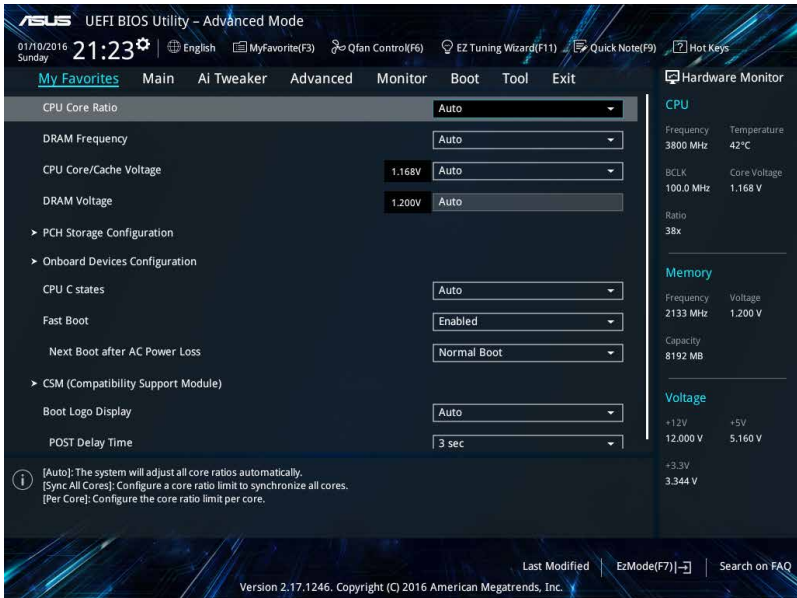 ASUS UEFI BIOS Utility – Advanced Mode
01/10/2016 Sunday 21:23 English MyFavorite(F3) Qfan Control(F6) EZ Tuning Wizard(F11) Quick Note(F9) ? Hot Keys
My Favorites Main Ai Tweaker Advanced Monitor Boot Tool Exit
CPU Core Ratio Auto
DRAM Frequency Auto
CPU Core/Cache Voltage 1.168V Auto
DRAM Voltage 1.200V Auto
> PCH Storage Configuration
> Onboard Devices Configuration
CPU C states Auto
Fast Boot Enabled
Next Boot after AC Power Loss Normal Boot
> CSM (Compatibility Support Module)
Boot Logo Display Auto
POST Delay Time 3 sec
[Auto]: The system will adjust all core ratios automatically.
[Sync All Cores]: Configure a core ratio limit to synchronize all cores.
[Per Core]: Configure the core ratio limit per core.
Hardware Monitor
CPU
Frequency Temperature
3800 MHz 42°C
BCLK Core Voltage
100.0 MHz 1.168 V
Ratio
38x
Memory
Frequency Voltage
2133 MHz 1.200 V
Capacity
8192 MB
Voltage
+12V +5V
12.000 V 5.160 V
+3.3V
3.344 V
Last Modified EzMode(F7) Search on FAQ
Version 2.17.1246. Copyright (C) 2016 American Megatrends, Inc.